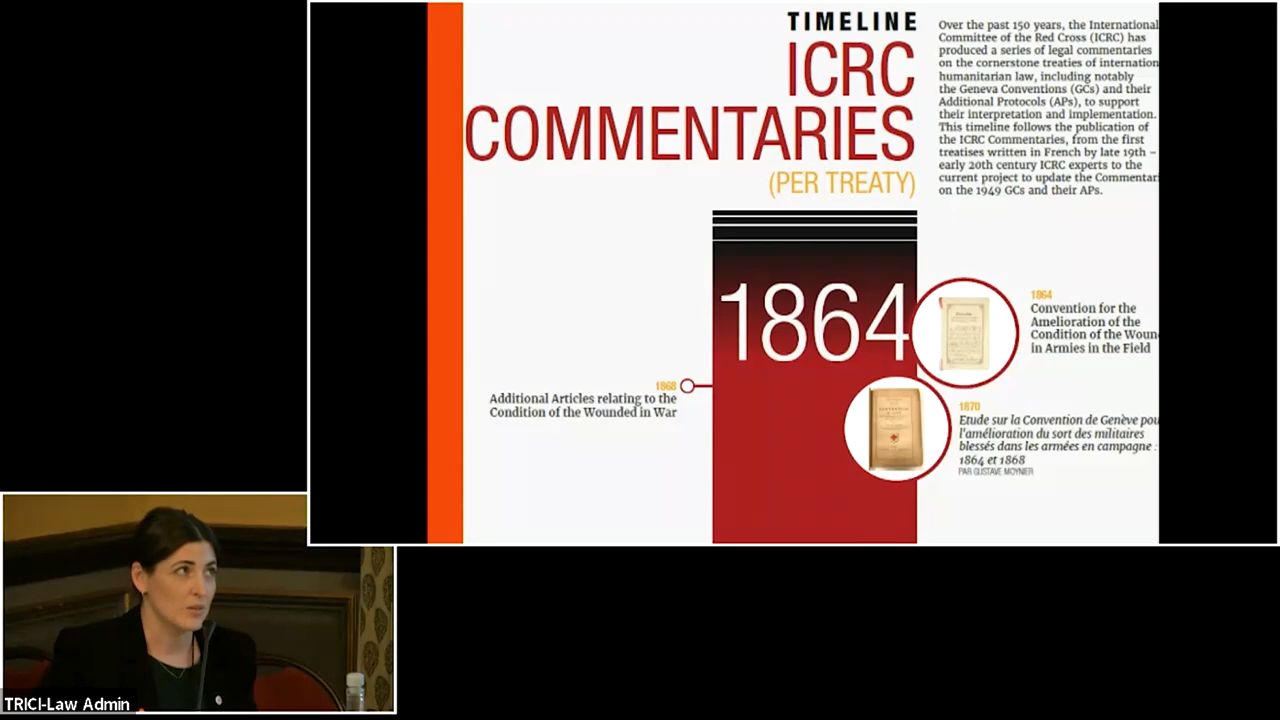 TIMELINE
ICRC
COMMENTARIES
(PER TREATY)
Over the past 150 years, the International
Committee of the Red Cross (ICRC) has
produced a series of legal commentaries
on the cornerstone treaties of internation
humanitarian law, including notably
the Geneva Conventions (GCs) and their
Additional Protocols (APs), to support
their interpretation and implementation.
This timeline follows the publication of
the ICRC Commentaries, from the first
treatises written in French by late 19th –
early 20th century ICRC experts to the
current project to update the Commentari
on the 1949 GCs and their APs.
1864
1864
Convention for the
Amelioration of the
Condition of the Woun
in Armies in the Field
1868
Additional Articles relating to the
Condition of the Wounded in War
1870
Etude sur la Convention de Genève pou
l'amélioration du sort des militaires
blessés dans les armées en campagne :
1864 et 1868
PAR GUSTAVE MOYNIER
TRICI-Law Admin